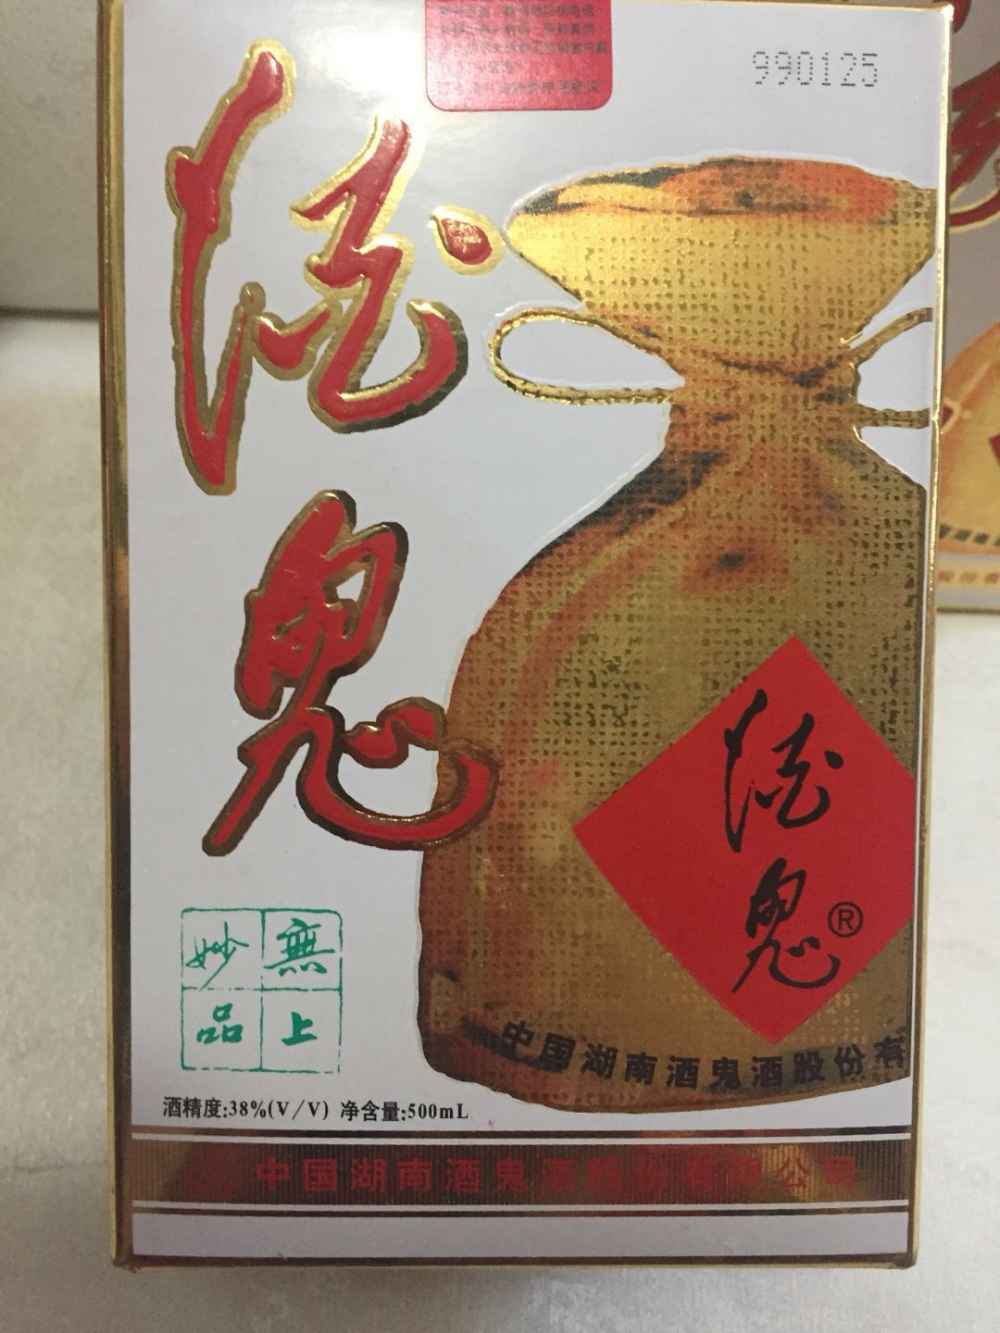 990125
酒鬼
無上妙品
酒鬼®
中国湖南酒鬼酒股份有
酒精度:38%(V/V) 净含量:500mL
中国湖南酒鬼酒股份有限公司